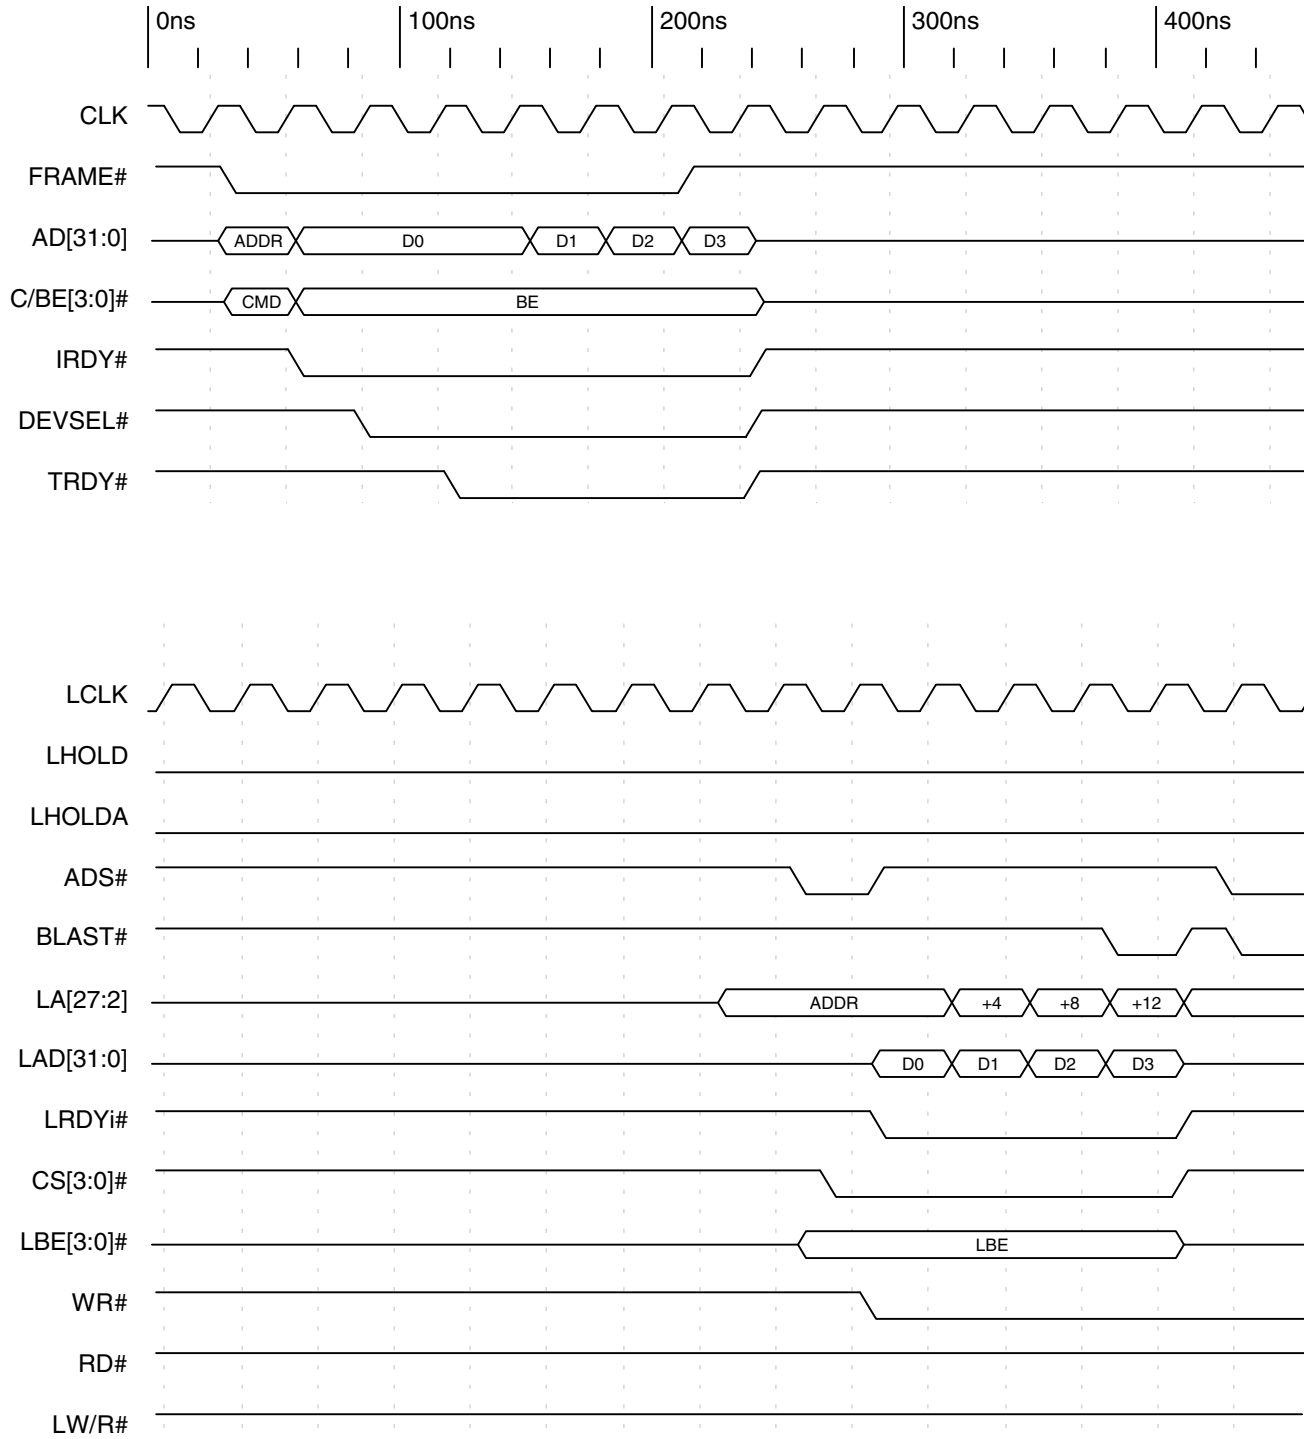 0ns 100ns 200ns 300ns 400ns
CLK
FRAME#
AD[31:0] ADDR D0 D1 D2 D3
C/BE[3:0]# CMD BE
IRDY#
DEVSEL#
TRDY#
LCLK
LHOLD
LHOLDA
ADS#
BLAST#
LA[27:2] ADDR +4 +8 +12
LAD[31:0] D0 D1 D2 D3
LRDYi#
CS[3:0]#
LBE[3:0]# LBE
WR#
RD#
LW/R#